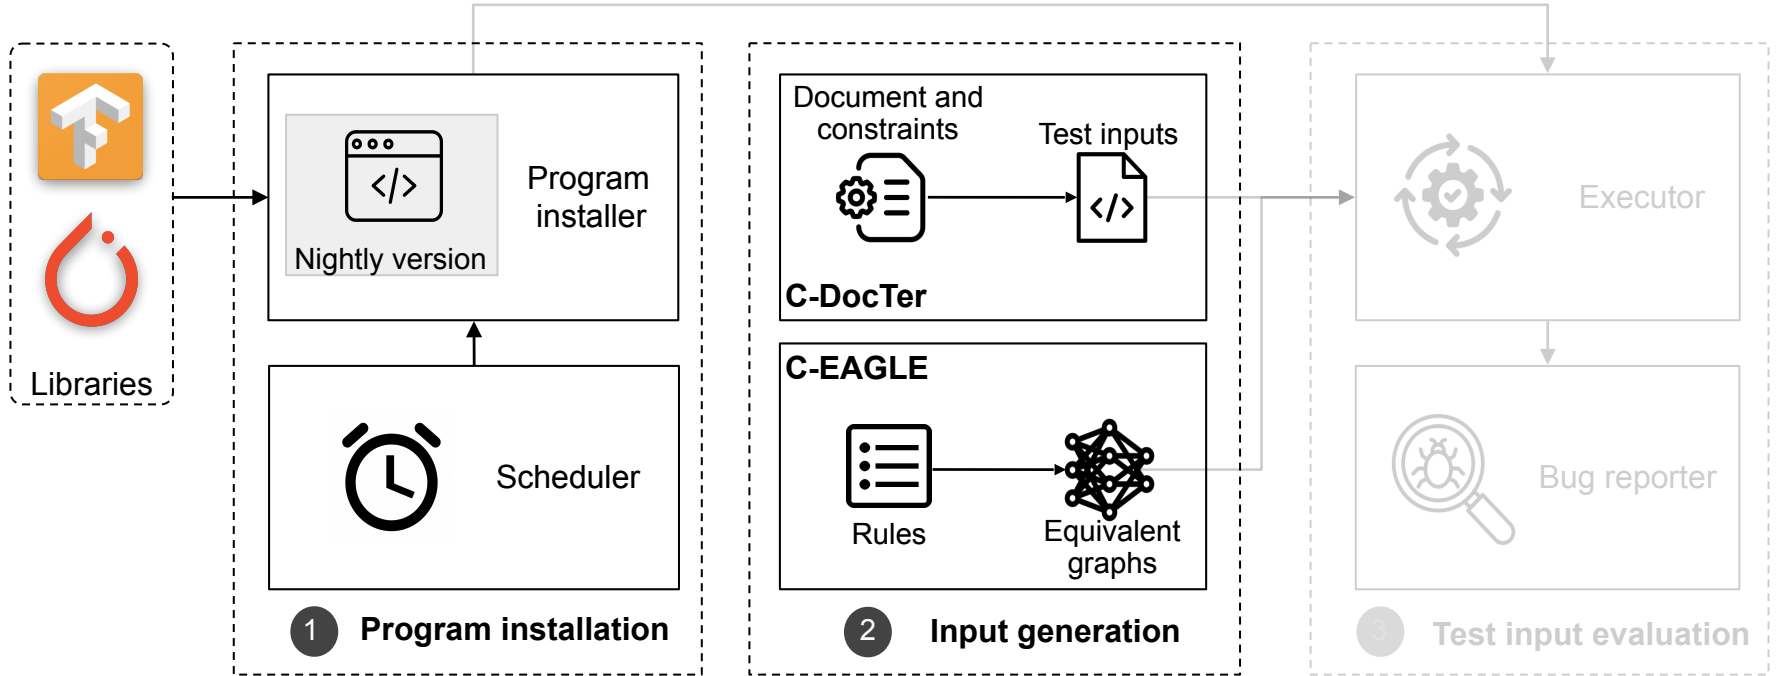 Libraries
Nightly version
Program
installer
Scheduler
1 Program installation
Document and
constraints
Test inputs
C-DocTer
C-EAGLE
Rules
Equivalent
graphs
2 Input generation
Executor
Bug reporter
3 Test input evaluation